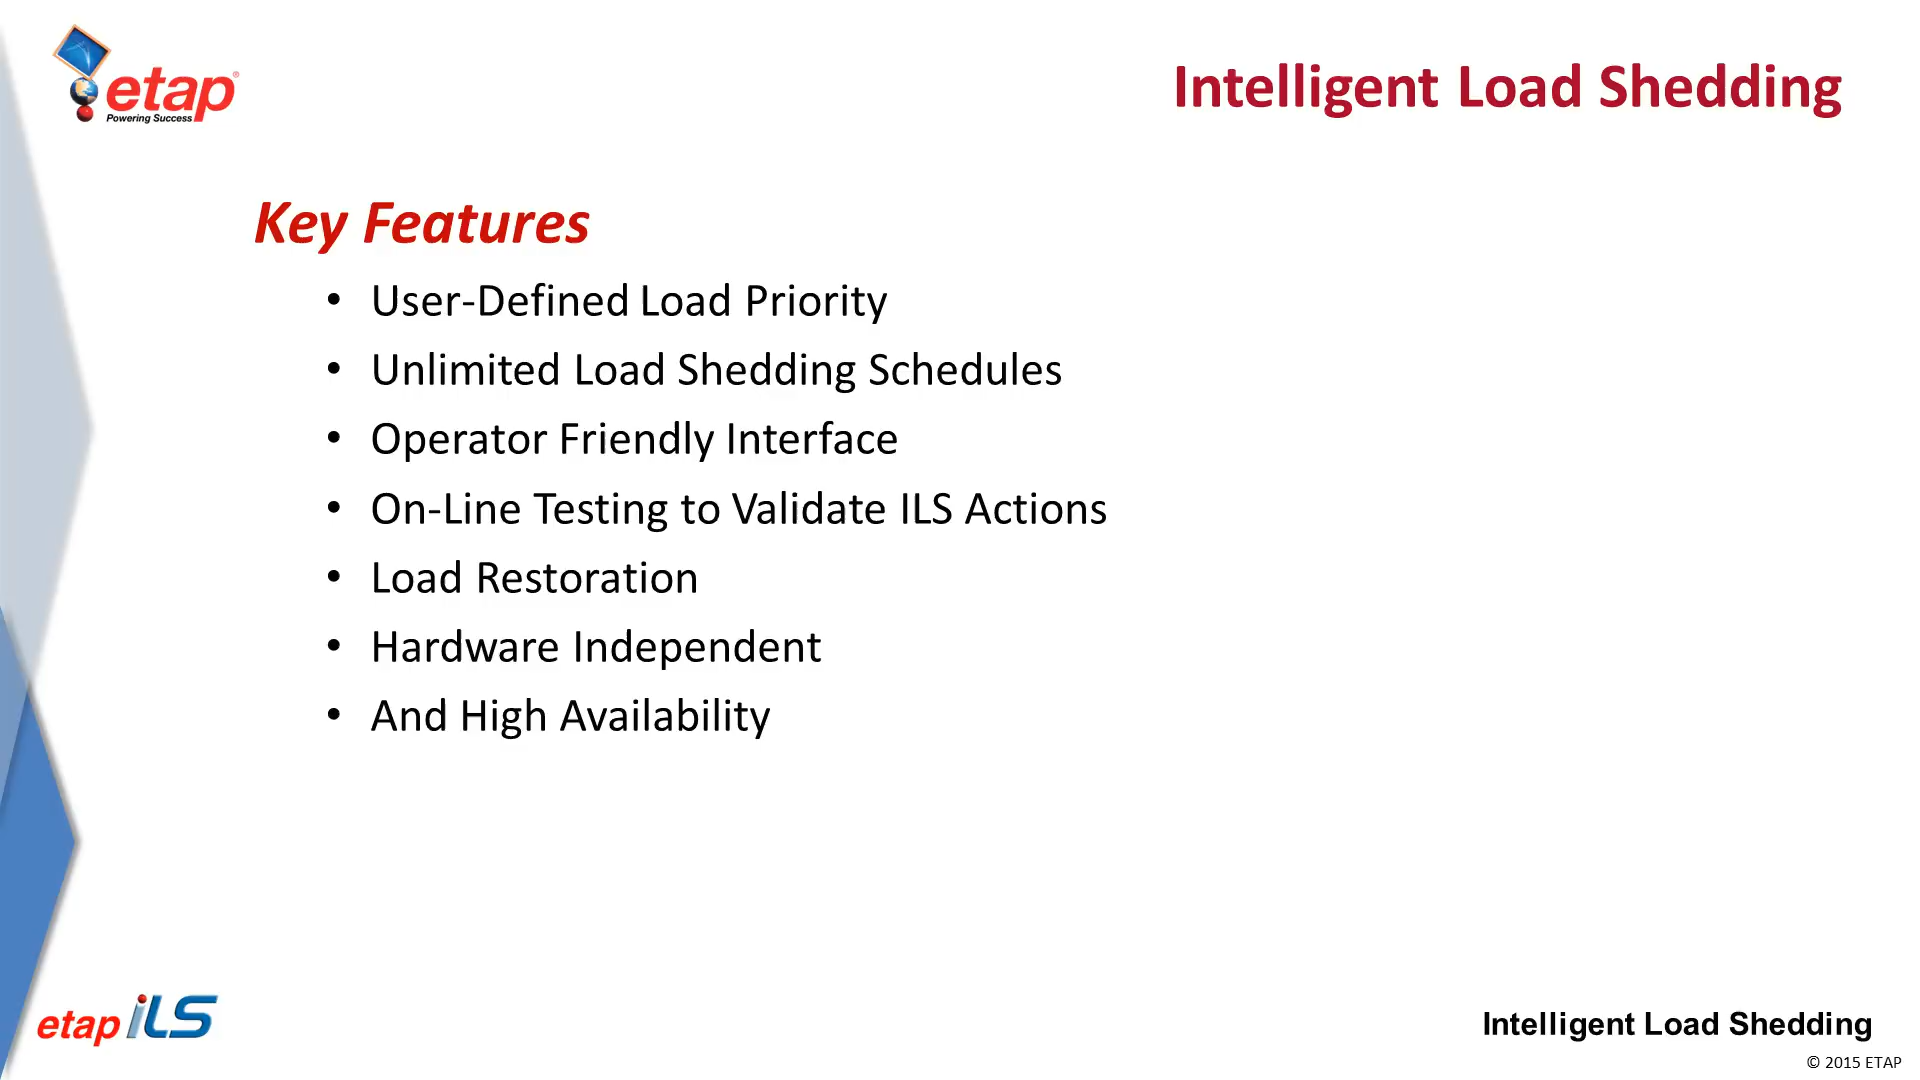 etap®
Powering Success
Intelligent Load Shedding
Key Features
• User-Defined Load Priority
• Unlimited Load Shedding Schedules
• Operator Friendly Interface
• On-Line Testing to Validate ILS Actions
• Load Restoration
• Hardware Independent
• And High Availability
etap iLS
Intelligent Load Shedding
© 2015 ETAP